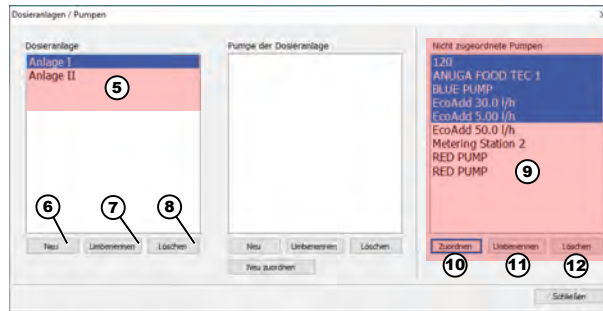 Dosieranlagen / Pumpen
Dosieranlage
Anlage I
Anlage II
5
6
7
8
Neu
Umbenennen
Löschen
Pumpe der Dosieranlage
Neu
Umbenennen
Löschen
Neu zuordnen
Nicht zugeordnete Pumpen
120
ANUGA FOOD TEC 1
BLUE PUMP
EcoAdd 30.0 l/h
EcoAdd 5.00 l/h
EcoAdd 50.0 l/h
Metering Station 2
RED PUMP
RED PUMP
9
Zuordnen
Umbenennen
Löschen
10
11
12
Schließen